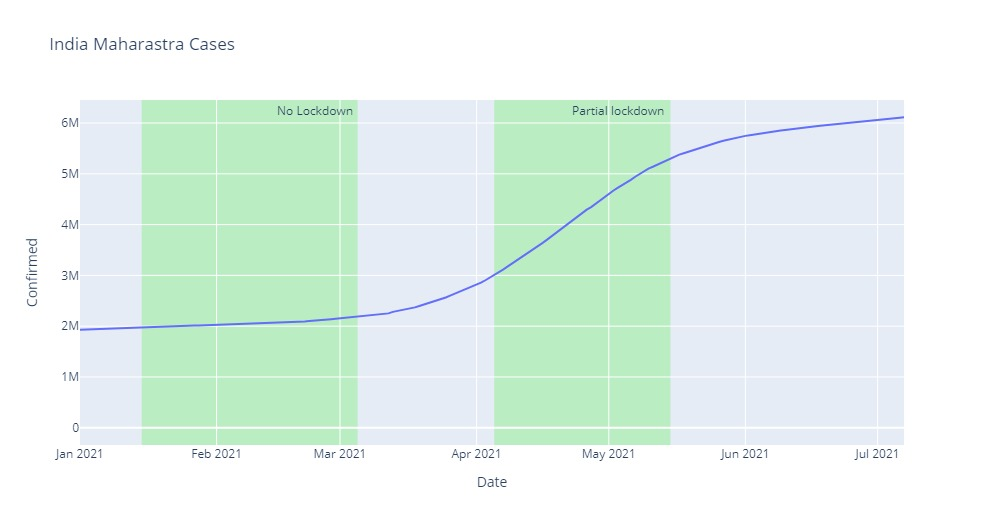 India Maharastra Cases
No Lockdown
Partial lockdown
6M
5M
4M
3M
2M
1M
0
Confirmed
Jan 2021
Feb 2021
Mar 2021
Apr 2021
May 2021
Jun 2021
Jul 2021
Date